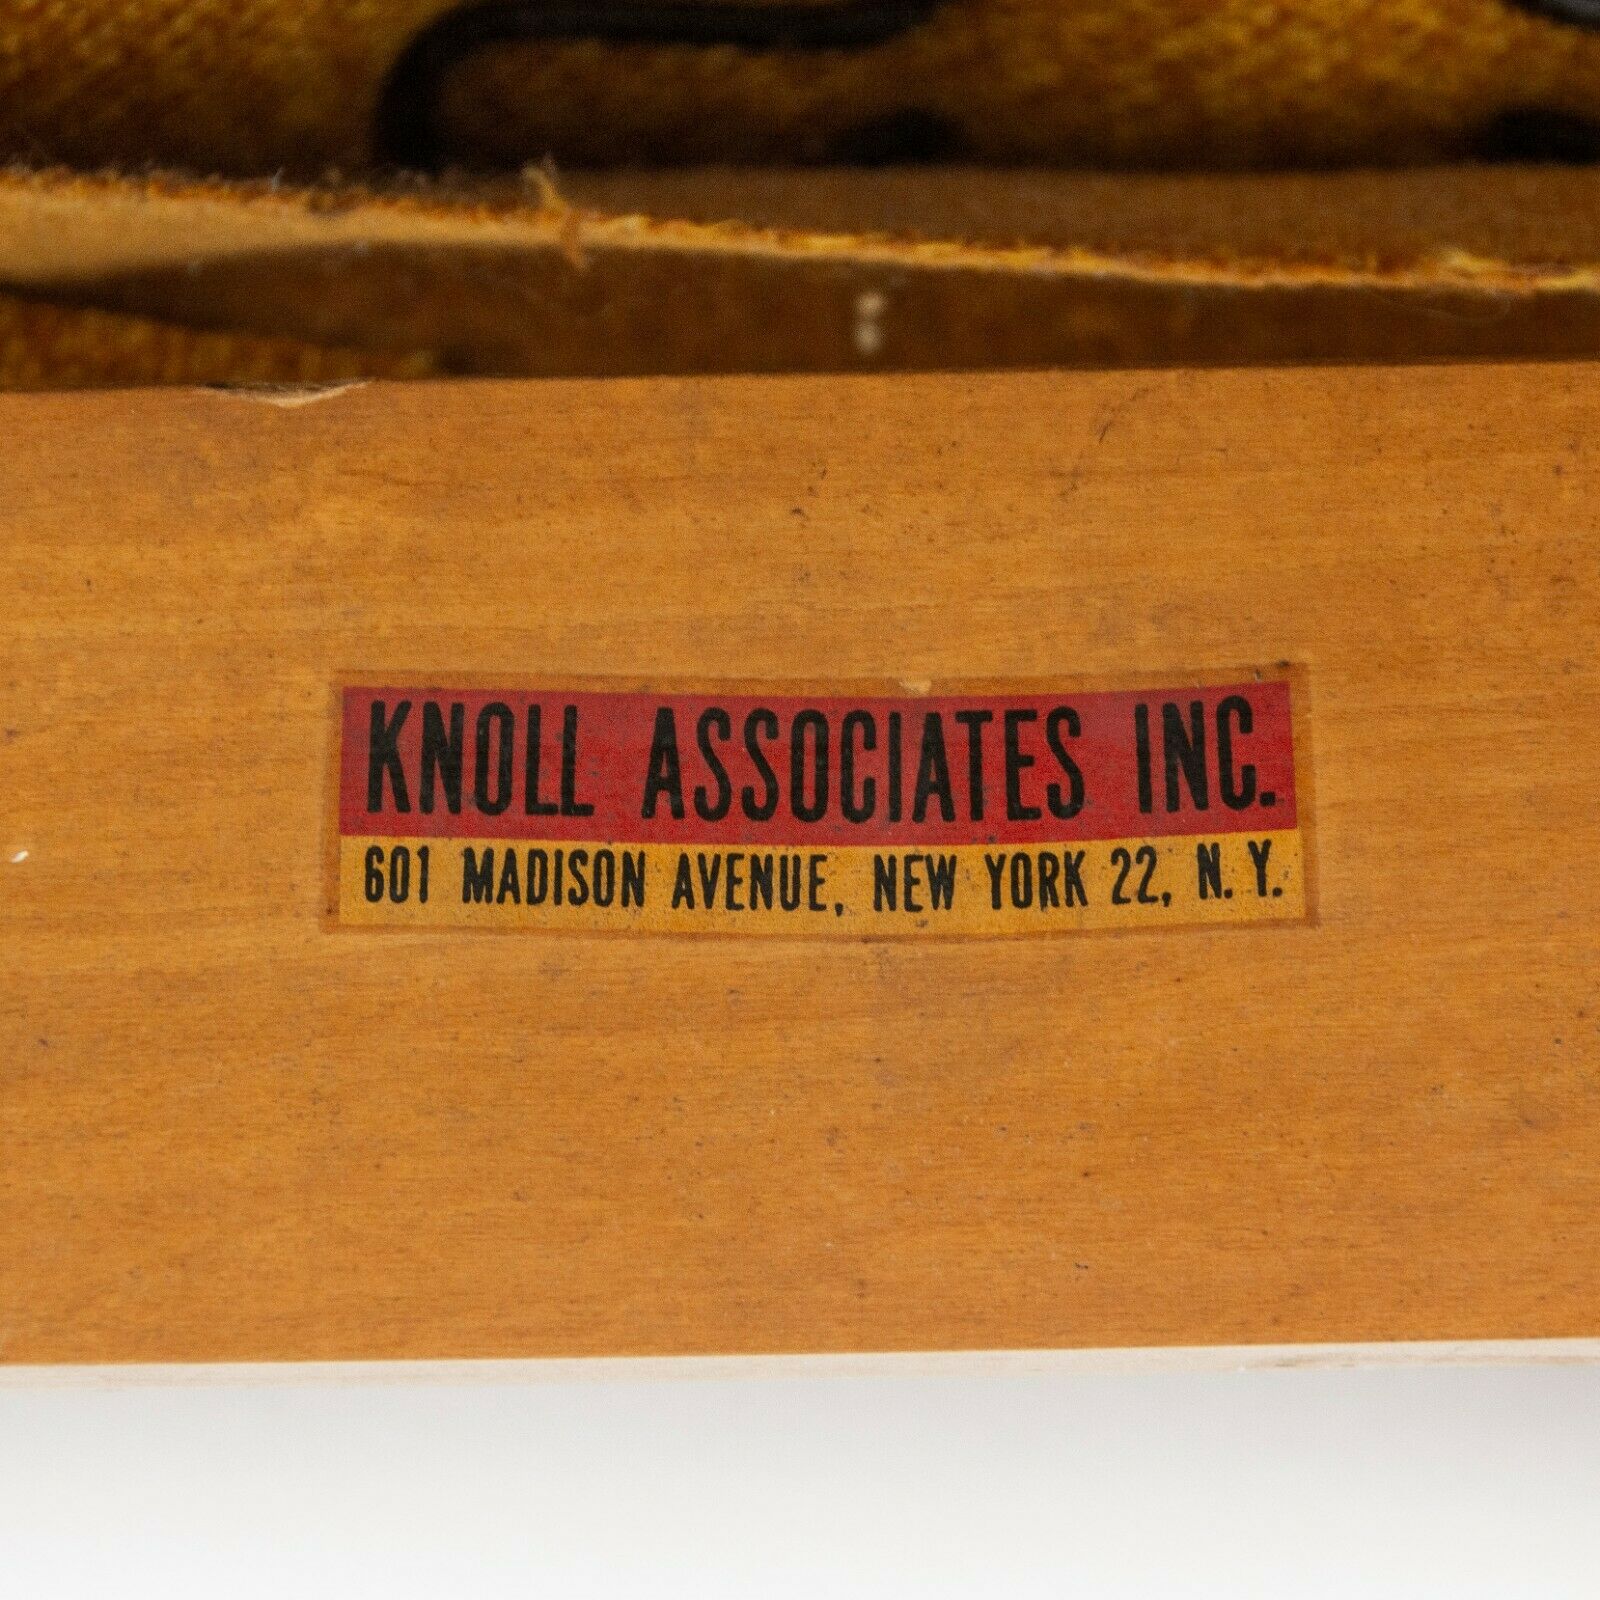 KNOLL ASSOCIATES INC.
601 MADISON AVENUE, NEW YORK 22, N. Y.